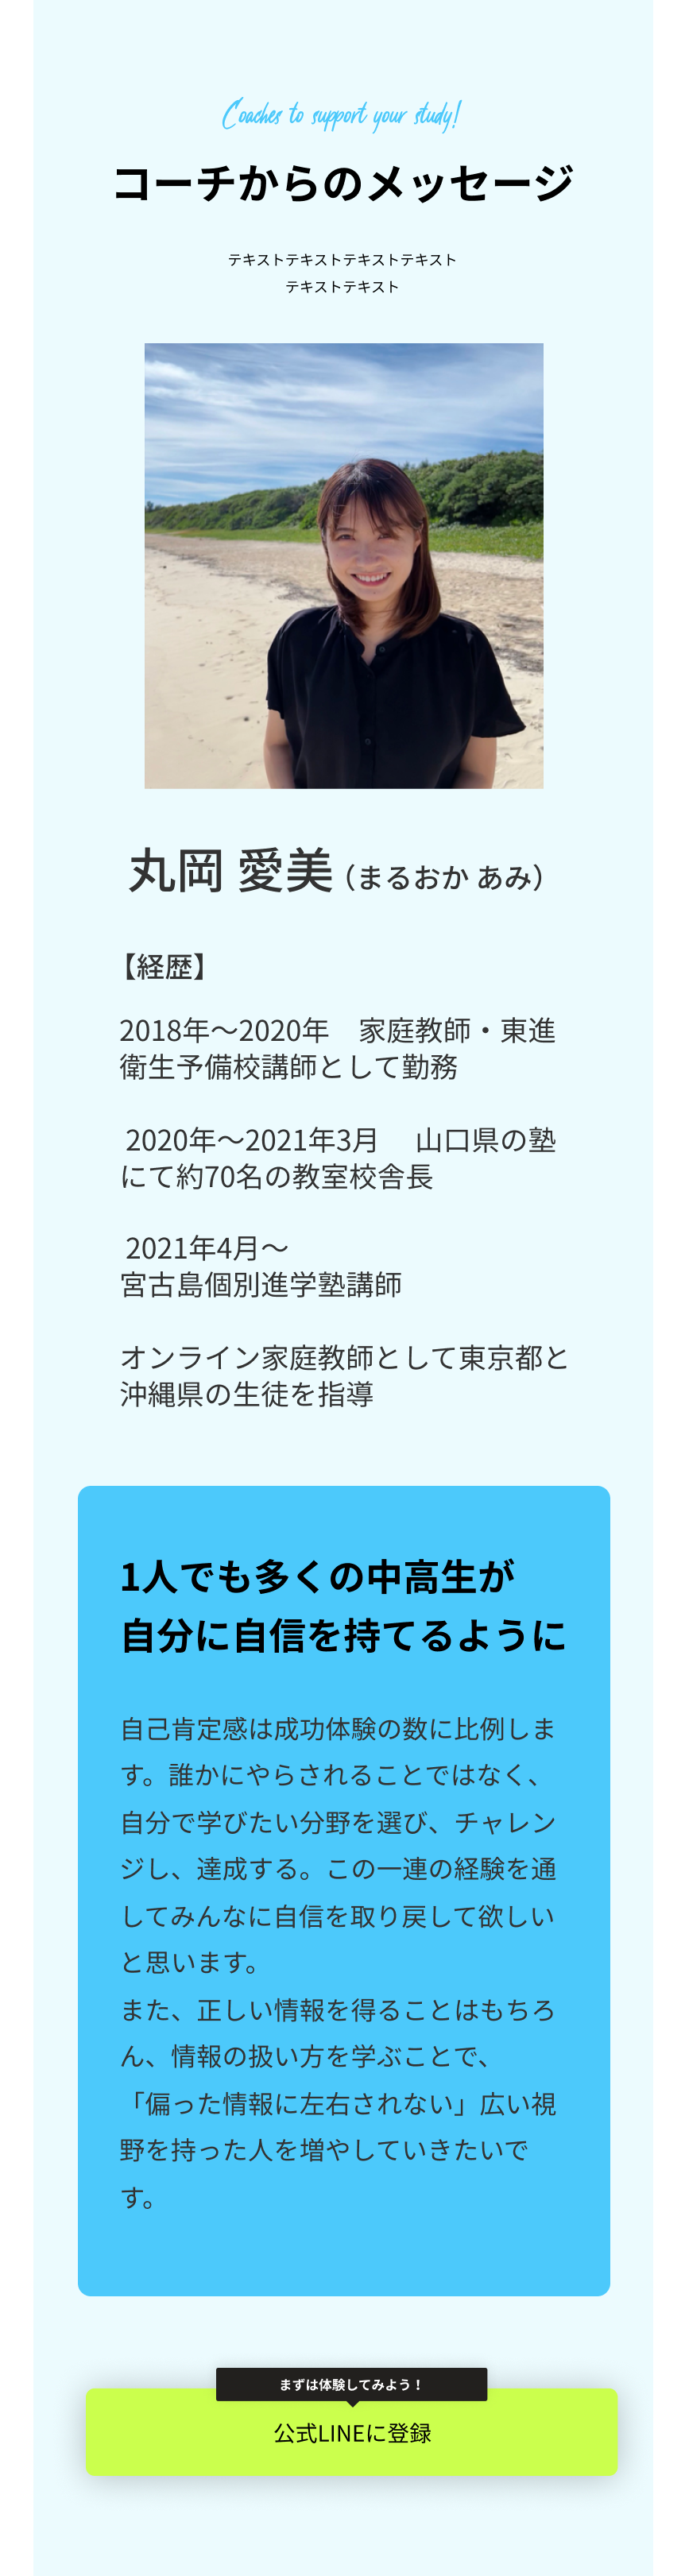 Coaches to support your study!
コーチからのメッセージ
テキストテキストテキストテキスト
テキストテキスト
丸岡 愛美（まるおか あみ）
【経歴】
2018年〜2020年　家庭教師・東進
衛生予備校講師として勤務
2020年〜2021年3月　山口県の塾
にて約70名の教室校舎長
2021年4月〜
宮古島個別進学塾講師
オンライン家庭教師として東京都と
沖縄県の生徒を指導
1人でも多くの中高生が
自分に自信を持てるように
自己肯定感は成功体験の数に比例しま
す。誰かにやらされることではなく、
自分で学びたい分野を選び、チャレン
ジし、達成する。この一連の経験を通
してみんなに自信を取り戻して欲しい
と思います。
また、正しい情報を得ることはもちろ
ん、情報の扱い方を学ぶことで、
「偏った情報に左右されない」広い視
野を持った人を増やしていきたいで
す。
まずは体験してみよう！
公式LINEに登録